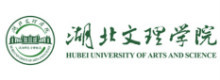 湖北文理学院
HUBEI UNIVERSITY OF ARTS AND SCIENCE